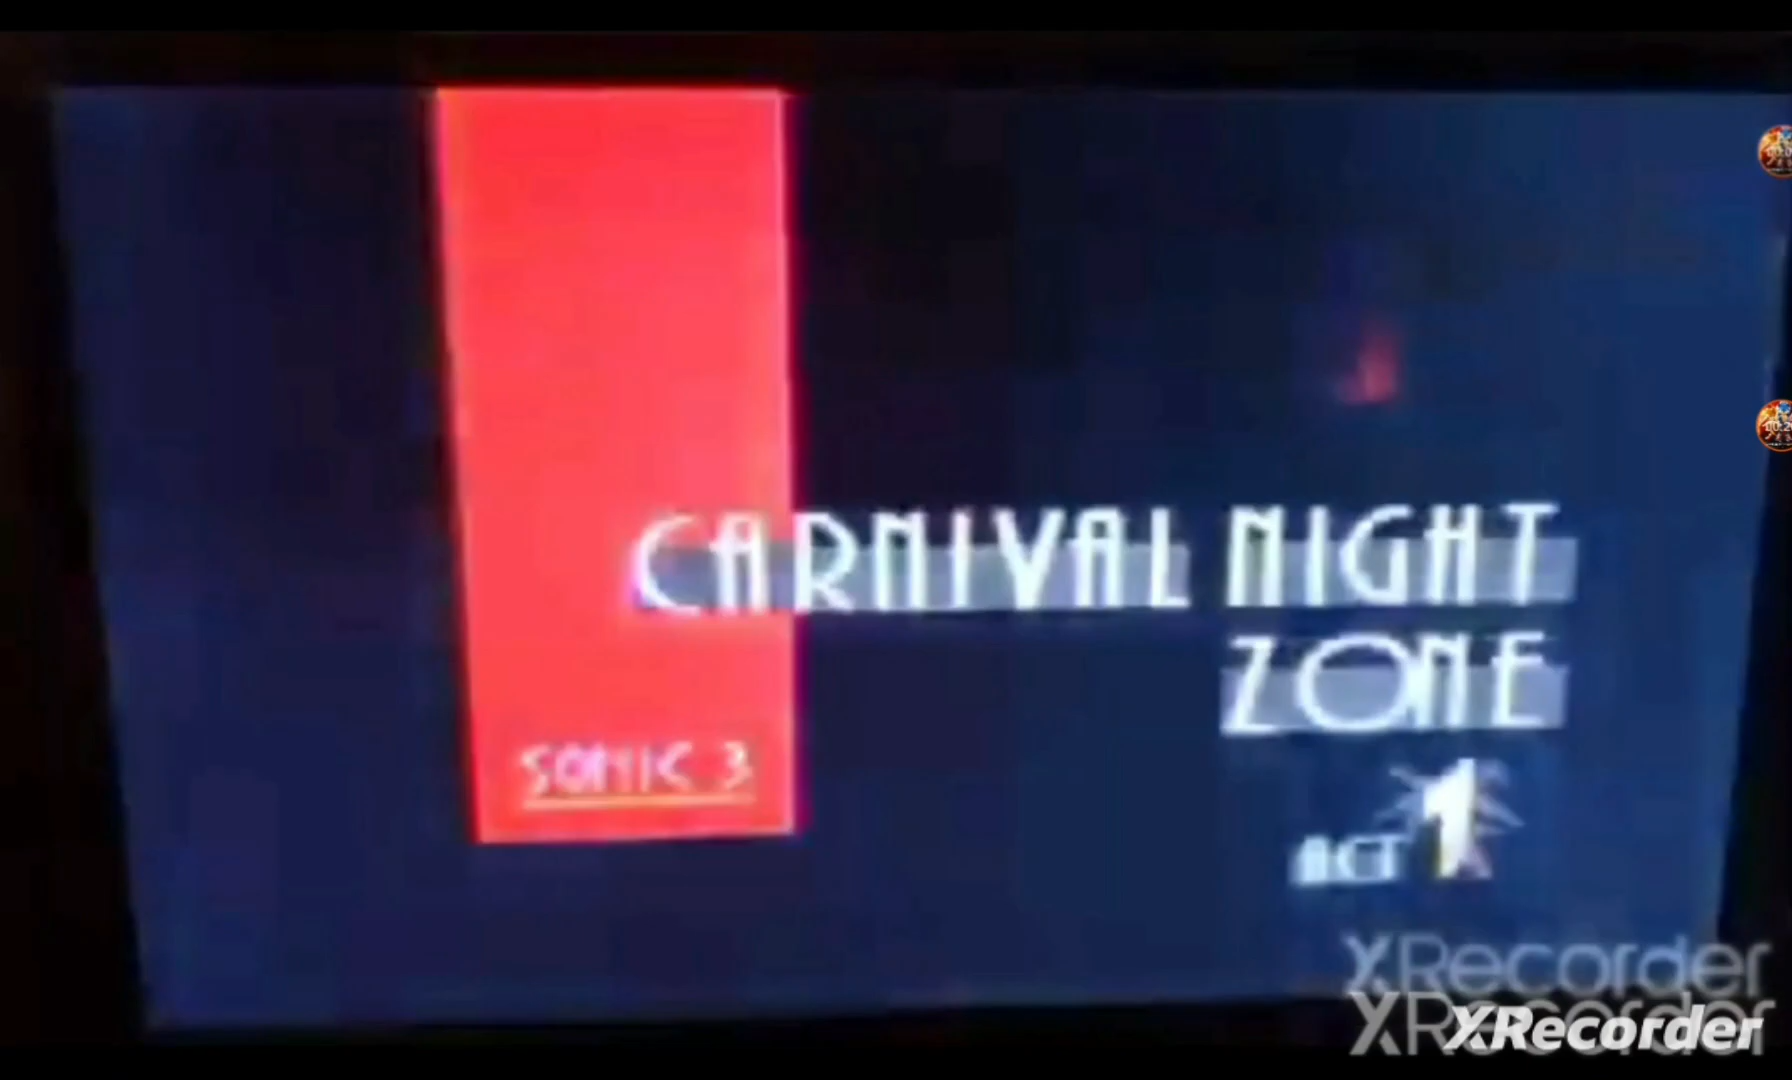 CARNIVAL NIGHT
ZONE
SONIC 3
ACT 1
XRecorder
XRecorder
XRecorder